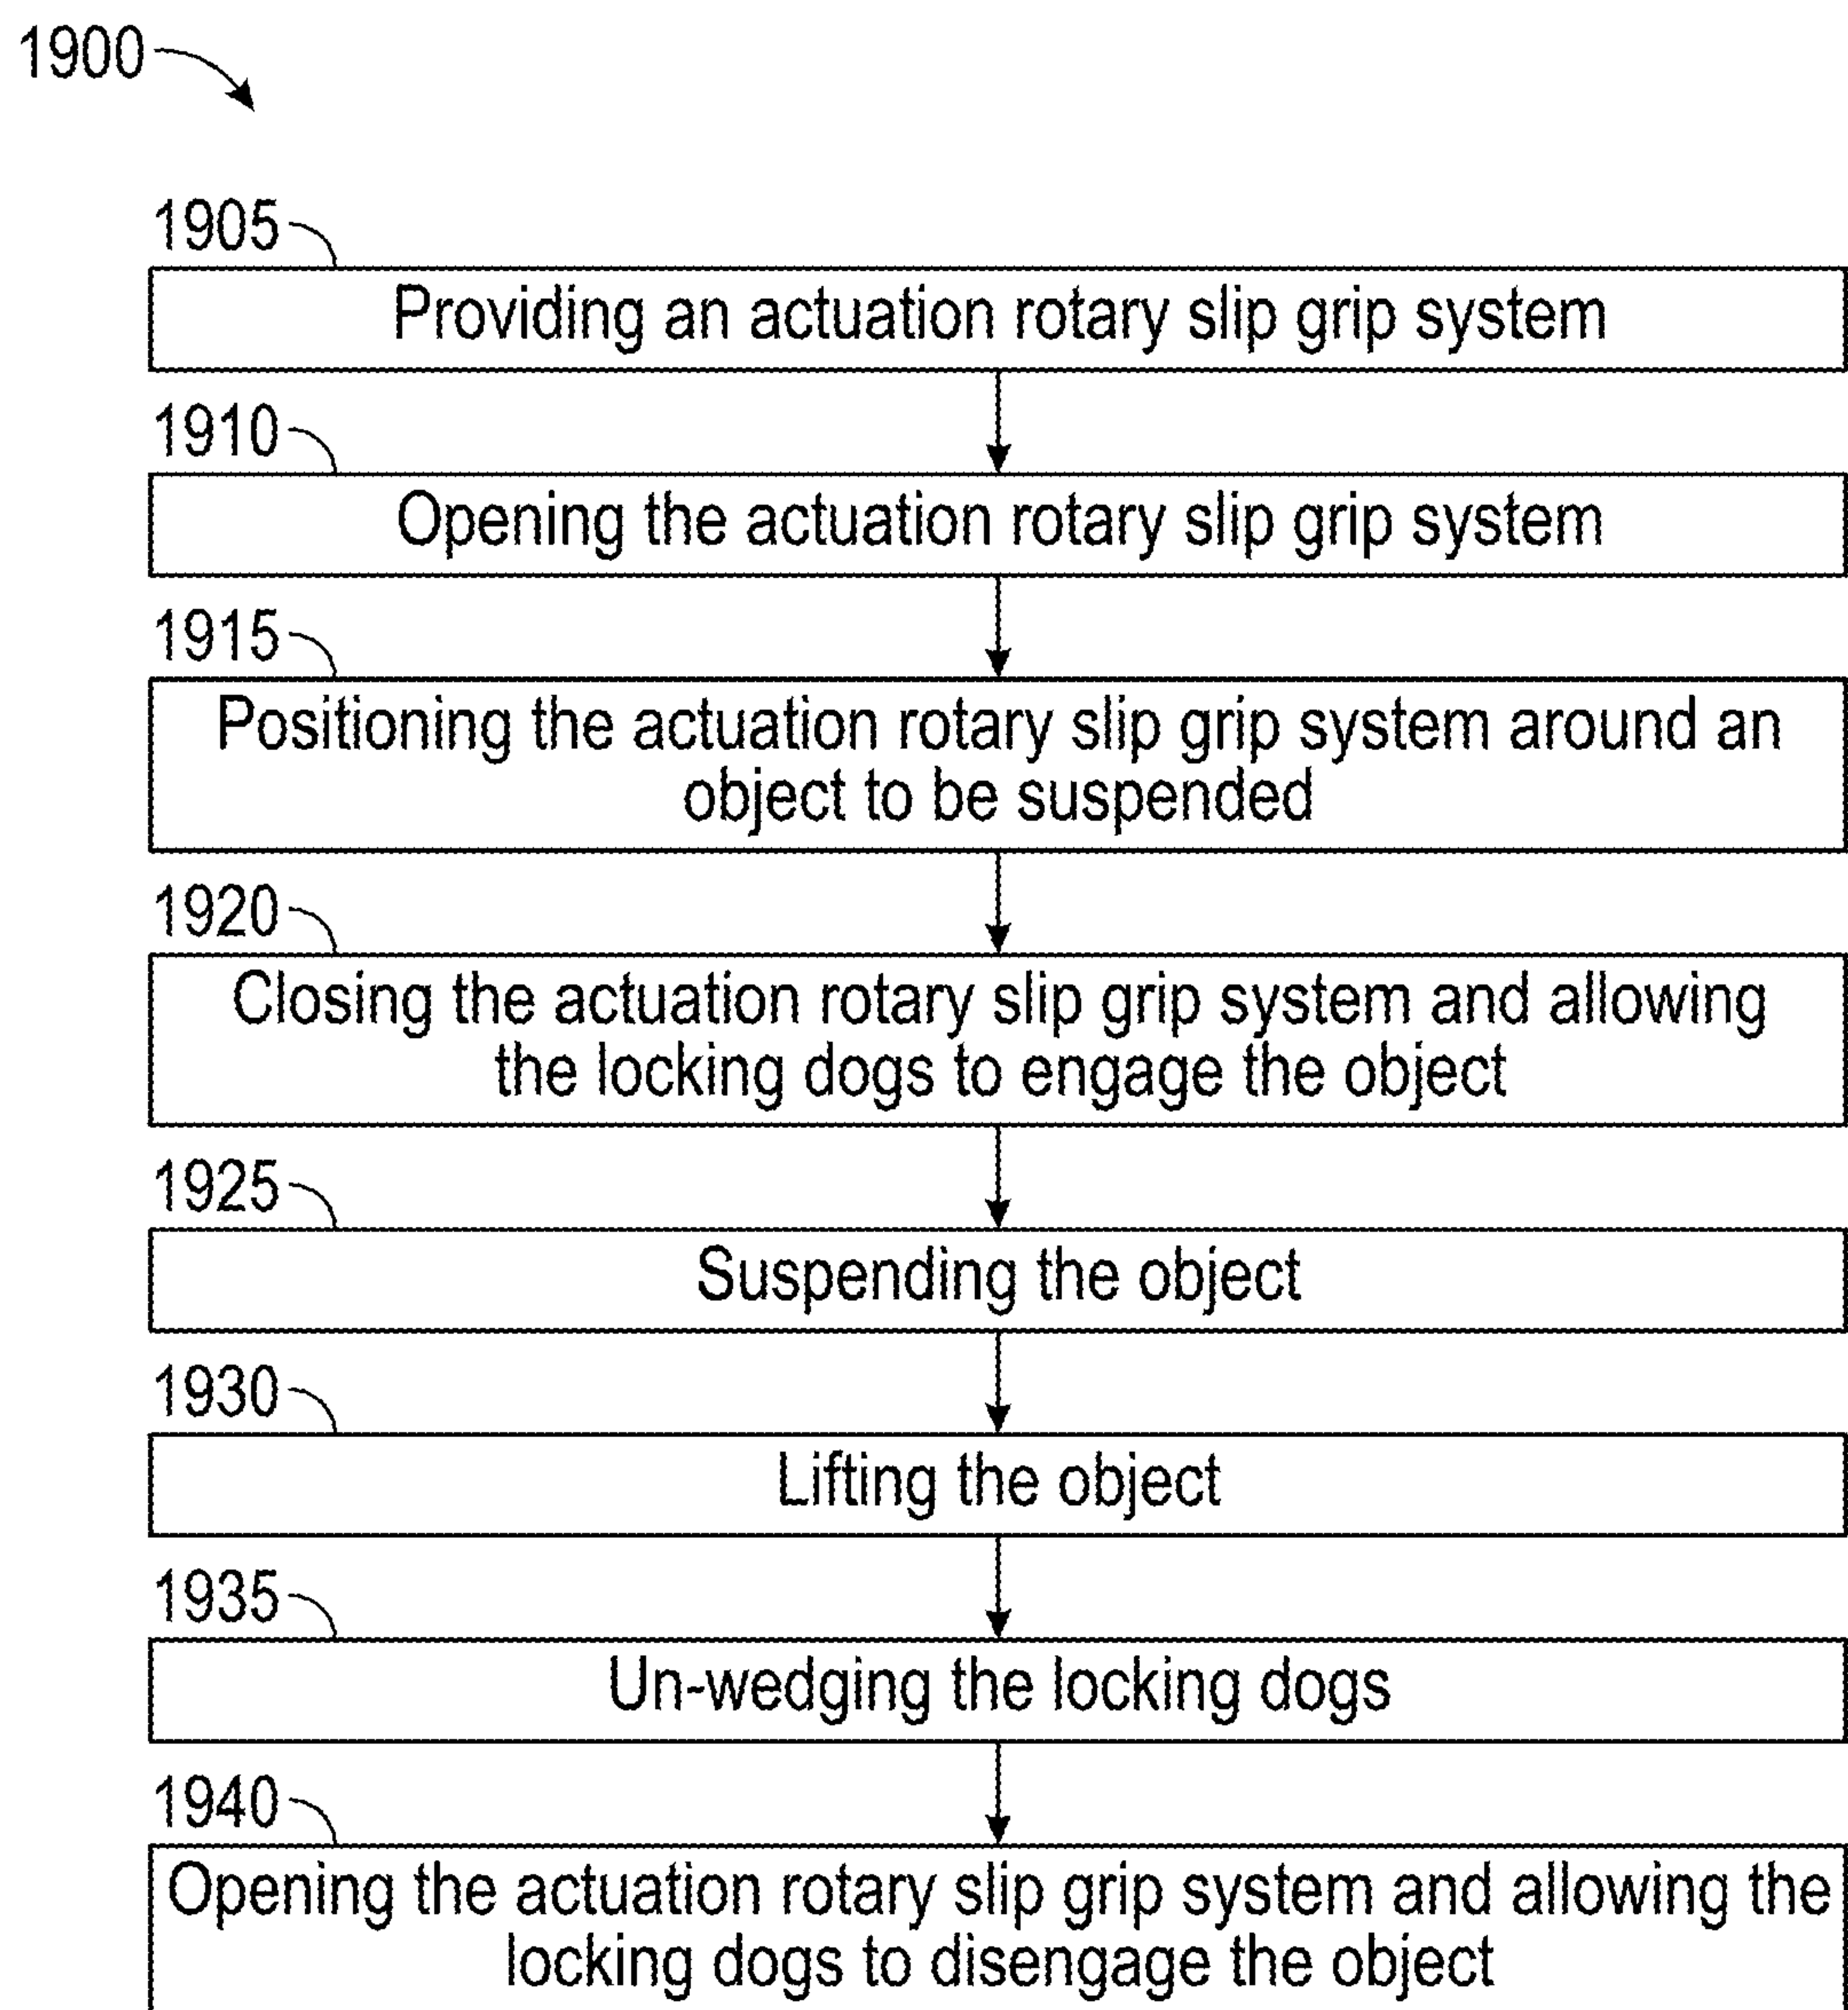 1900
1905
Providing an actuation rotary slip grip system
1910
Opening the actuation rotary slip grip system
1915
Positioning the actuation rotary slip grip system around an
object to be suspended
1920
Closing the actuation rotary slip grip system and allowing
the locking dogs to engage the object
1925
Suspending the object
1930
Lifting the object
1935
Un-wedging the locking dogs
1940
Opening the actuation rotary slip grip system and allowing the
locking dogs to disengage the object